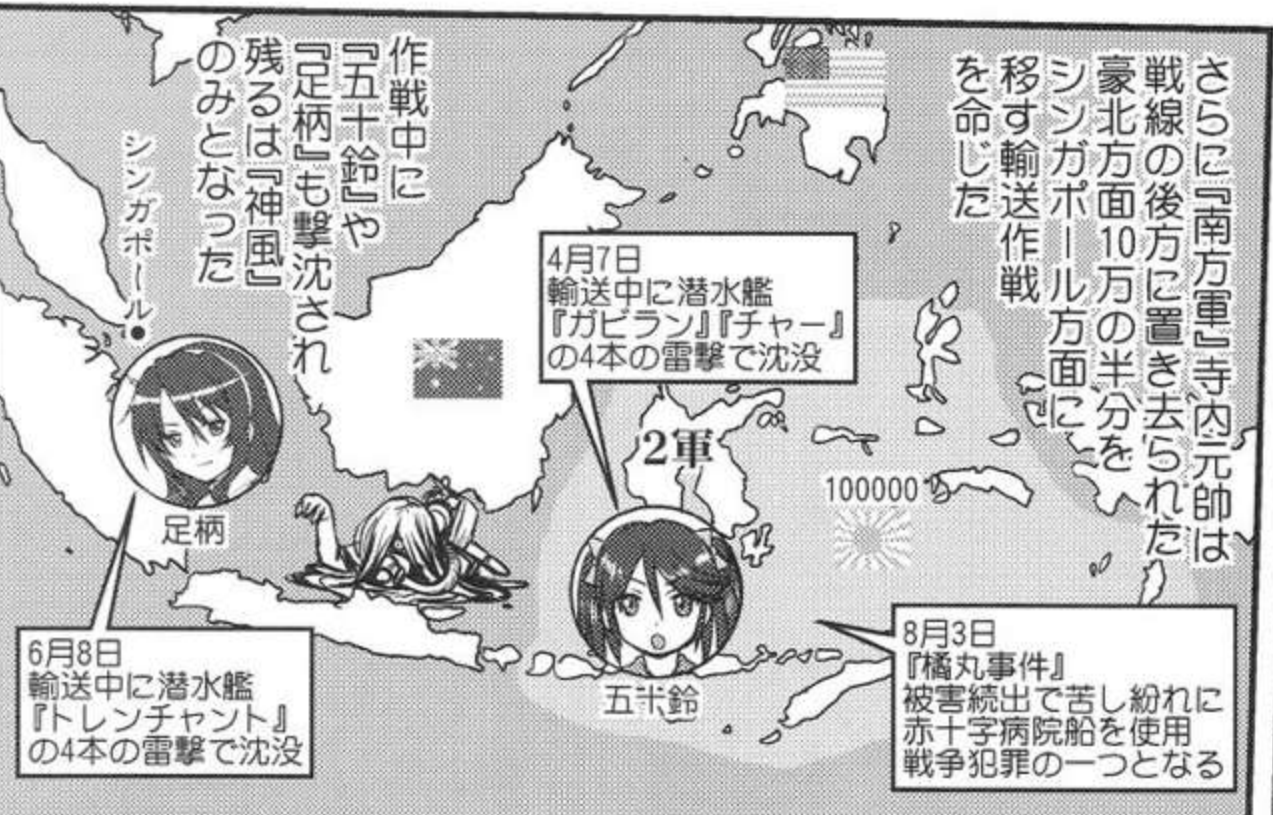 さらに『南方軍』寺内元帥は
戦線の後方に置き去られた
豪北方面10万の半分を
シンガポール方面に
移す輸送作戦
を命じた
作戦中に
『五十鈴』や
『足柄』も撃沈され
残るは『神風』
のみとなった
シンガポール
4月7日
輸送中に潜水艦
『ガビラン』『チャー』
の4本の雷撃で沈没
2軍
100000
足柄
五十鈴
6月8日
輸送中に潜水艦
『トレンチャント』
の4本の雷撃で沈没
8月3日
『橘丸事件』
被害続出で苦し紛れに
赤十字病院船を使用
戦争犯罪の一つとなる